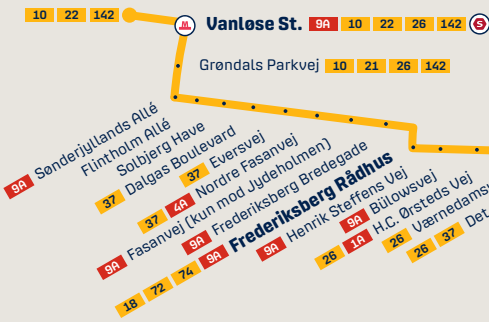 10 22 142
M Vanløse St. 9A 10 22 26 142 S
Grøndals Parkvej 10 21 26 142
9A Sønderjyllands Allé
Flintholm Allé
Solbjerg Have
37 Dalgas Boulevard
37 Eversvej
37 4A Nordre Fasanvej
9A Fasanvej (kun mod Jydeholmen)
9A Frederiksberg Bredegade
18 72 74 9A Frederiksberg Rådhus
9A Henrik Steffens Vej
9A Bülowsvej
26 1A H.C. Ørsteds Vej
26 Værnedamsv
26 37 Det